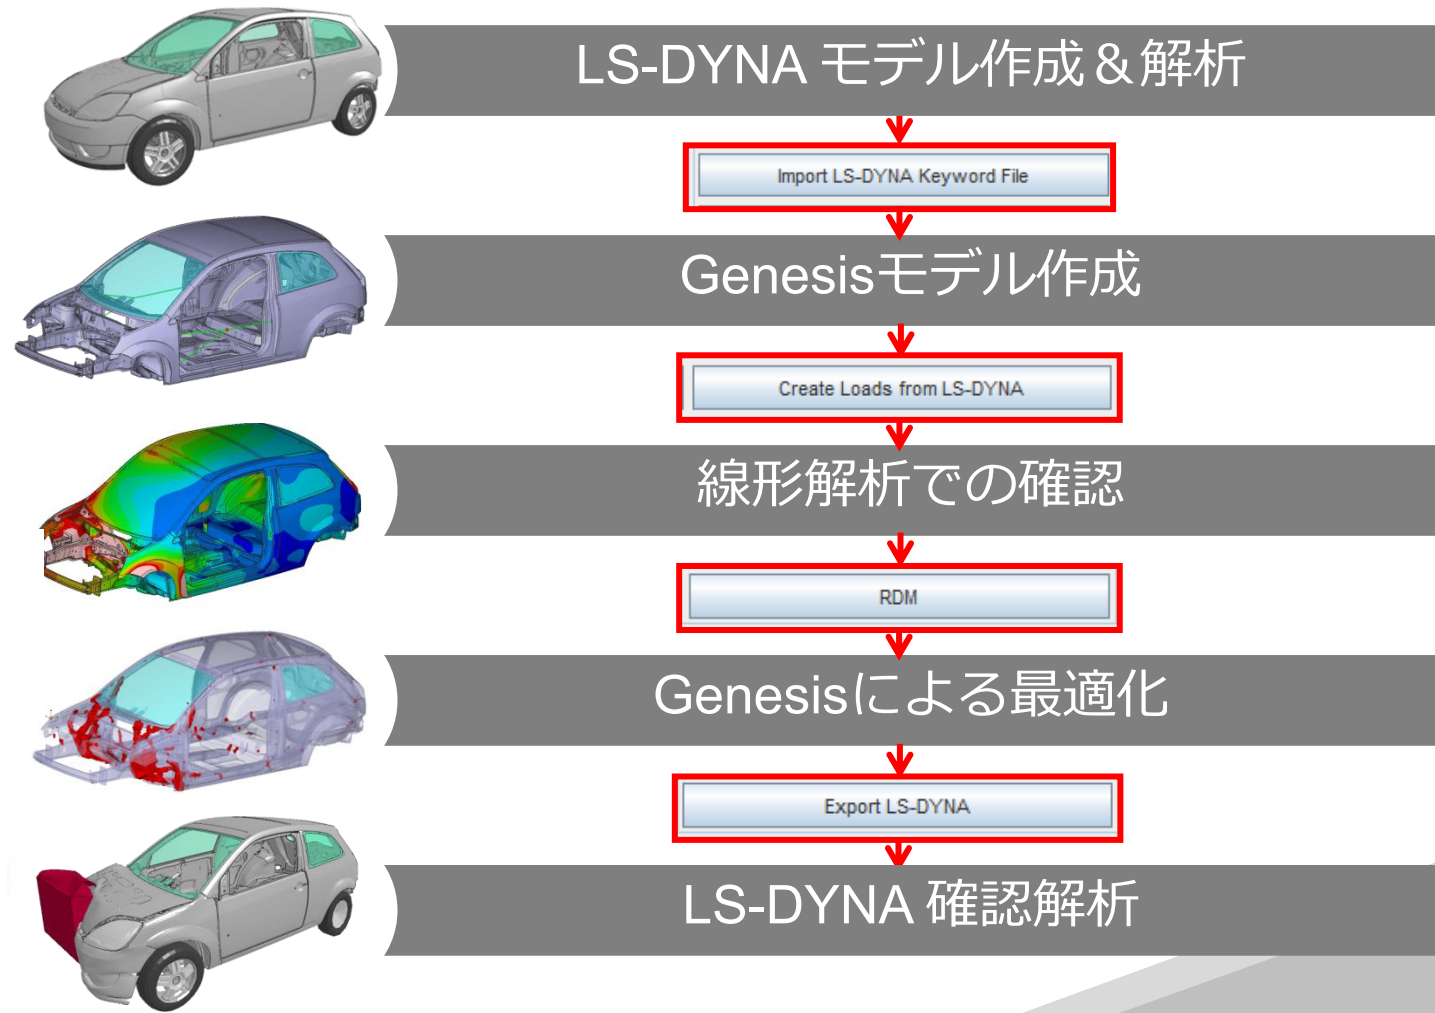 LS-DYNA モデル作成＆解析
Import LS-DYNA Keyword File
Genesisモデル作成
Create Loads from LS-DYNA
線形解析での確認
RDM
Genesisによる最適化
Export LS-DYNA
LS-DYNA 確認解析